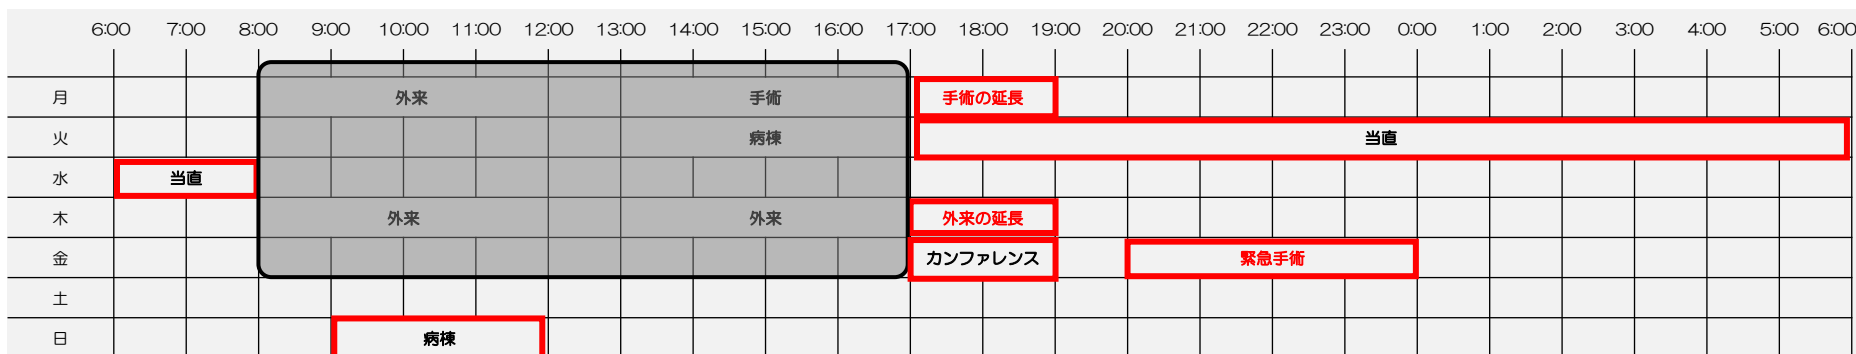 6:00 7:00 8:00 9:00 10:00 11:00 12:00 13:00 14:00 15:00 16:00 17:00 18:00 19:00 20:00 21:00 22:00 23:00 0:00 1:00 2:00 3:00 4:00 5:00 6:00
月 外来 手術 手術の延長
火 病棟 当直
水 当直
木 外来 外来 外来の延長
金 カンファレンス 緊急手術
土
日 病棟